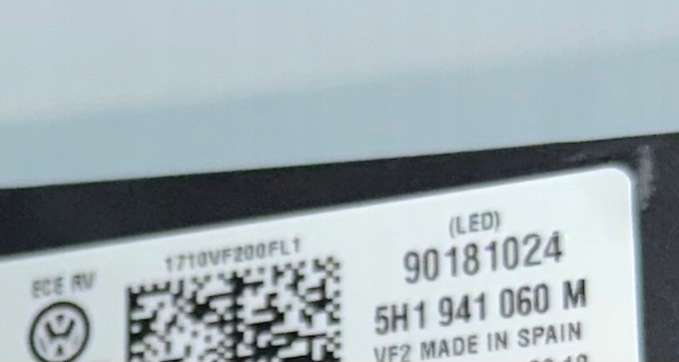 (LED)
1710VF200FL1
90181024
ECE RV
5H1 941 060 M
VF2 MADE IN SPAIN